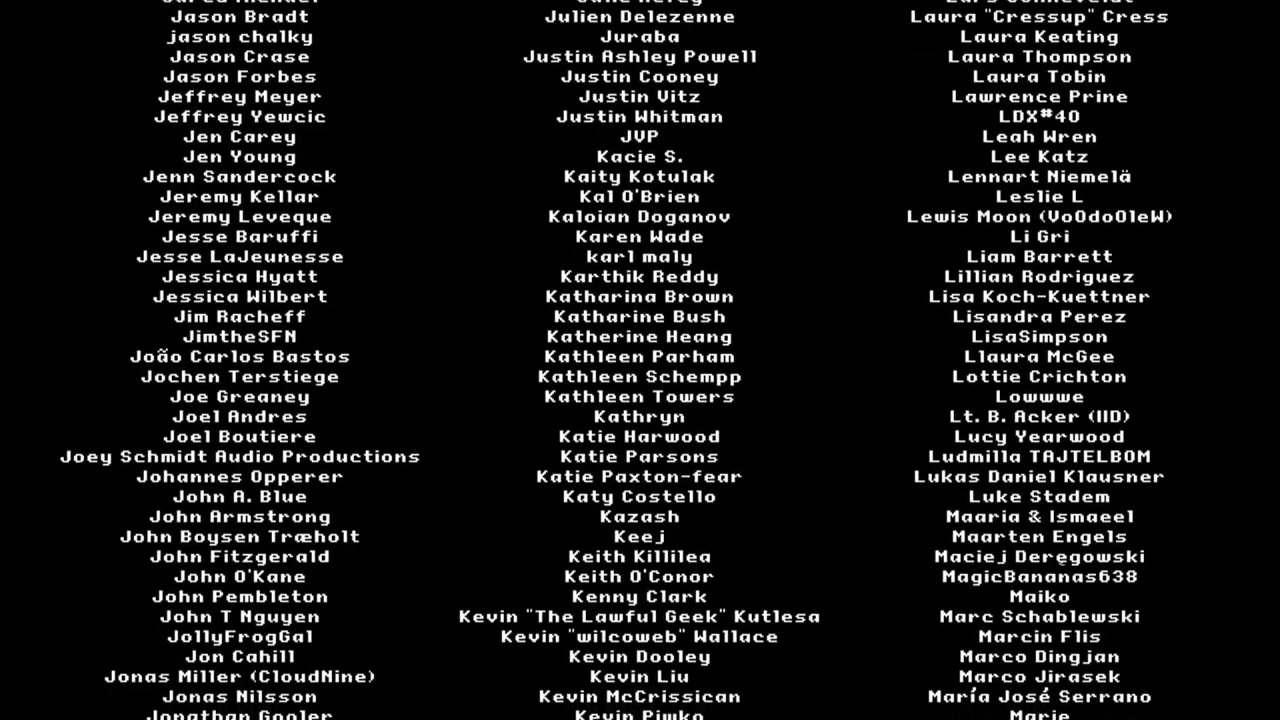 Jason Bradt
jason chalky
Jason Crase
Jason Forbes
Jeffrey Meyer
Jeffrey Yewcic
Jen Carey
Jen Young
Jenn Sandercock
Jeremy Kellar
Jeremy Leveque
Jesse Baruffi
Jesse LaJeunesse
Jessica Hyatt
Jessica Wilbert
Jim Racheff
JimtheSFN
João Carlos Bastos
Jochen Terstiege
Joe Greaney
Joel Andres
Joel Boutiere
Joey Schmidt Audio Productions
Johannes Opperer
John A. Blue
John Armstrong
John Boysen Træholt
John Fitzgerald
John O'Kane
John Pembleton
John T Nguyen
JollyFrogGal
Jon Cahill
Jonas Miller (CloudNine)
Jonas Nilsson
Jonathan Gooler
Julien Delezenne
Juraba
Justin Ashley Powell
Justin Cooney
Justin Vitz
Justin Whitman
JVP
Kacie S.
Kaity Kotulak
Kal O'Brien
Kaloian Doganov
Karen Wade
karl maly
Karthik Reddy
Katharina Brown
Katharine Bush
Katherine Heang
Kathleen Parham
Kathleen Schempp
Kathleen Towers
Kathryn
Katie Harwood
Katie Parsons
Katie Paxton-fear
Katy Costello
Kazash
Keej
Keith Killilea
Keith O'Conor
Kenny Clark
Kevin "The Lawful Geek" Kutlesa
Kevin "wilcoweb" Wallace
Kevin Dooley
Kevin Liu
Kevin McCrissican
Kevin Piwko
Laura "Cressup" Cress
Laura Keating
Laura Thompson
Laura Tobin
Lawrence Prine
LDX#40
Leah Wren
Lee Katz
Lennart Niemelä
Leslie L
Lewis Moon (VoOdoOleW)
Li Gri
Liam Barrett
Lillian Rodriguez
Lisa Koch-Kuettner
Lisandra Perez
LisaSimpson
Llaura McGee
Lottie Crichton
Lowwwe
Lt. B. Acker (IID)
Lucy Yearwood
Ludmilla TAJTELBOM
Lukas Daniel Klausner
Luke Stadem
Maaria & Ismaeel
Maarten Engels
Maciej Deręgowski
MagicBananas638
Maiko
Marc Schablewski
Marcin Flis
Marco Dingjan
Marco Jirasek
María José Serrano
Marie